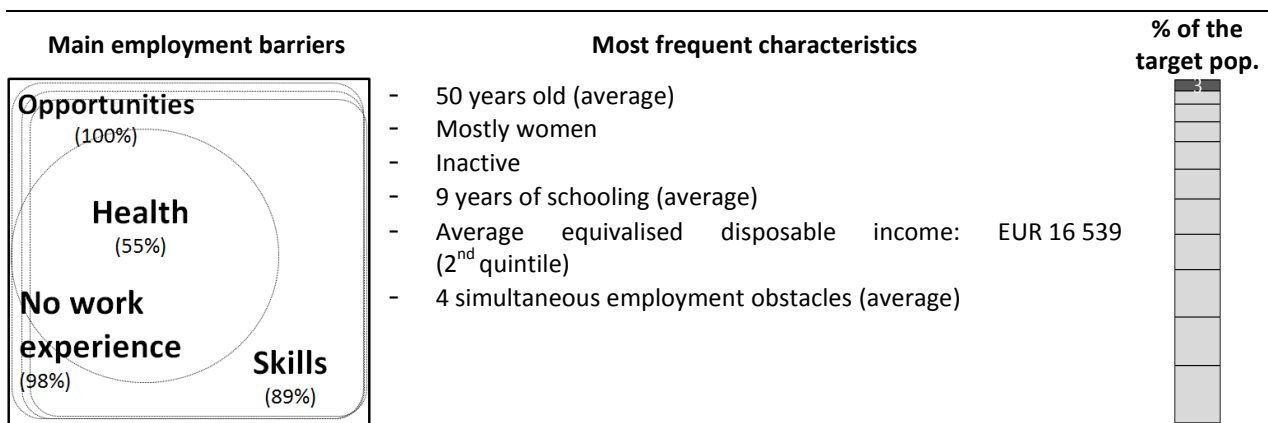 Main employment barriers
Most frequent characteristics
% of the
target pop.
Opportunities
(100%)
Health
(55%)
No work
experience
(98%)
Skills
(89%)
- 50 years old (average)
- Mostly women
- Inactive
- 9 years of schooling (average)
- Average equivalised disposable income: EUR 16 539
(2nd quintile)
- 4 simultaneous employment obstacles (average)
3